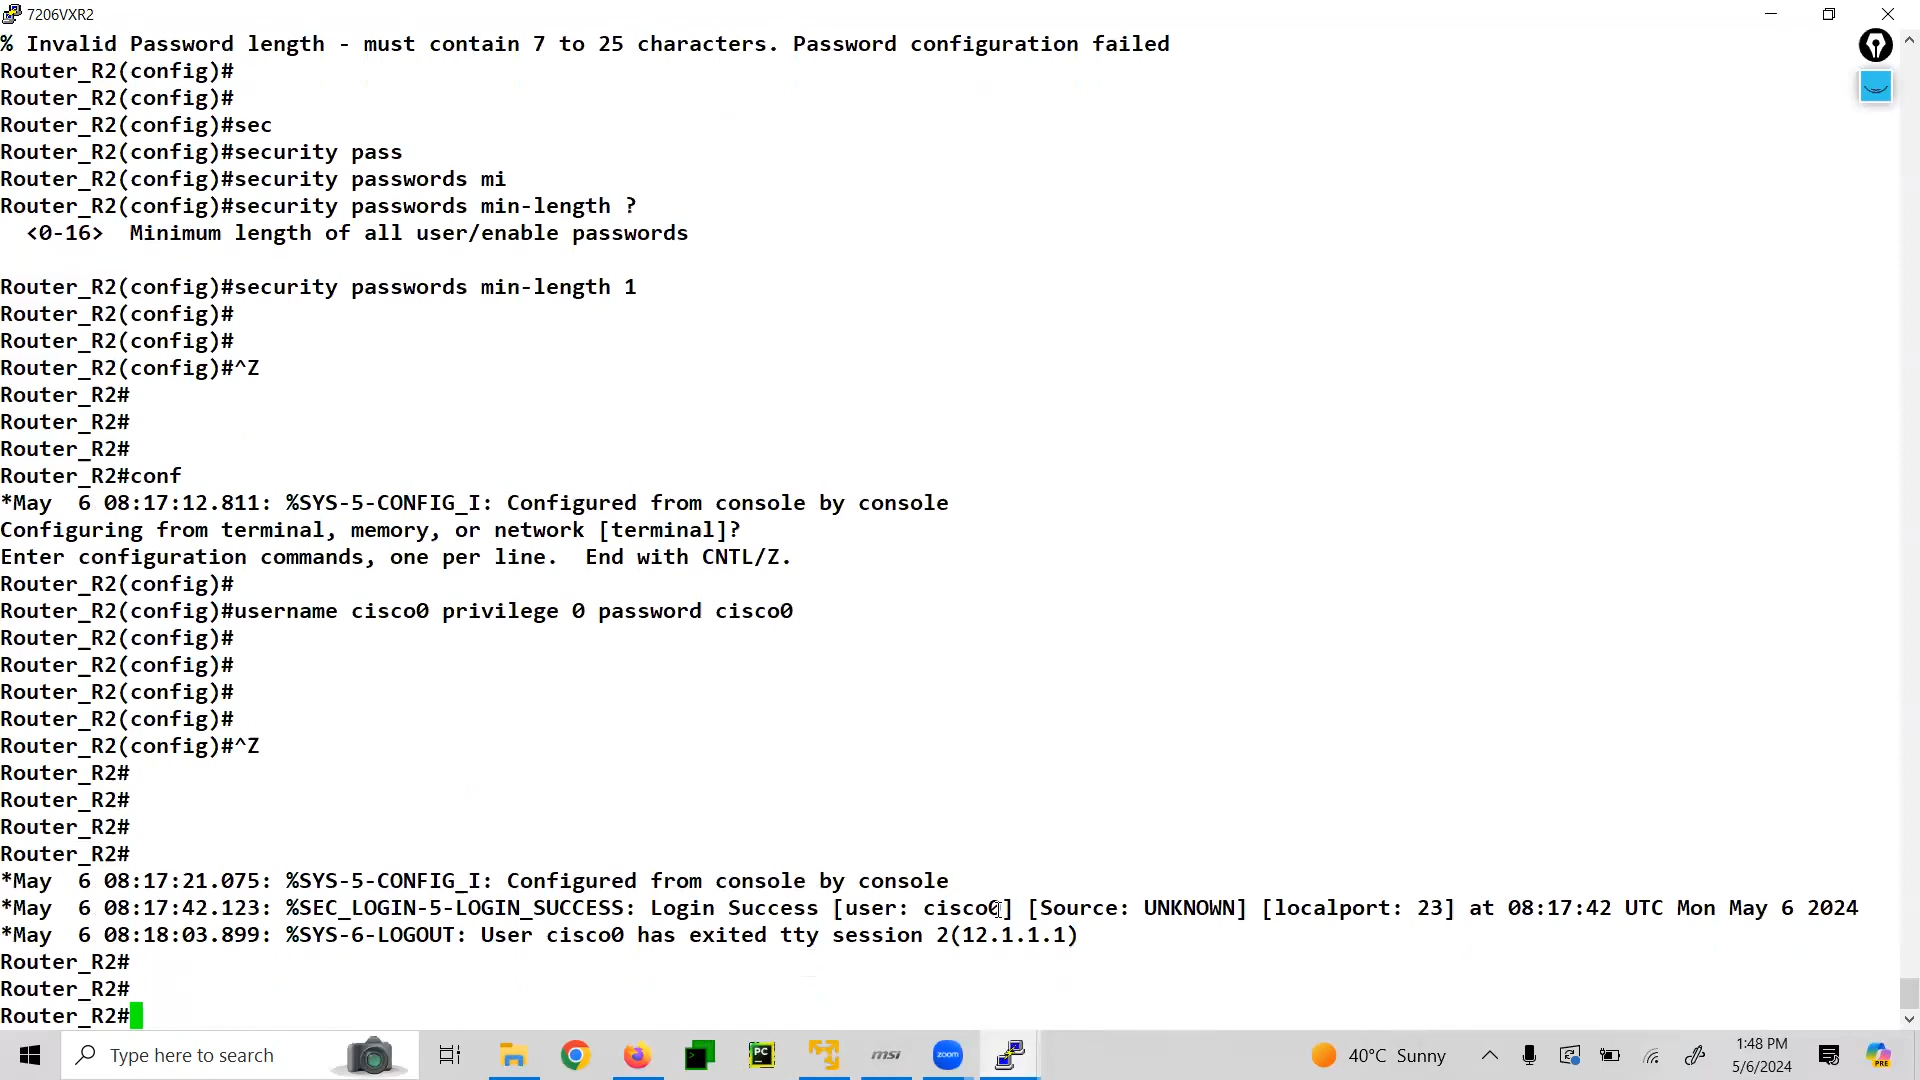 7206VXR2
% Invalid Password length - must contain 7 to 25 characters. Password configuration failed
Router_R2(config)#
Router_R2(config)#
Router_R2(config)#sec
Router_R2(config)#security pass
Router_R2(config)#security passwords mi
Router_R2(config)#security passwords min-length ?
  <0-16>  Minimum length of all user/enable passwords
Router_R2(config)#security passwords min-length 1
Router_R2(config)#
Router_R2(config)#
Router_R2(config)#^Z
Router_R2#
Router_R2#
Router_R2#
Router_R2#conf
*May  6 08:17:12.811: %SYS-5-CONFIG_I: Configured from console by console
Configuring from terminal, memory, or network [terminal]?
Enter configuration commands, one per line.  End with CNTL/Z.
Router_R2(config)#
Router_R2(config)#username cisco0 privilege 0 password cisco0
Router_R2(config)#
Router_R2(config)#
Router_R2(config)#
Router_R2(config)#
Router_R2(config)#^Z
Router_R2#
Router_R2#
Router_R2#
Router_R2#
*May  6 08:17:21.075: %SYS-5-CONFIG_I: Configured from console by console
*May  6 08:17:42.123: %SEC_LOGIN-5-LOGIN_SUCCESS: Login Success [user: cisco0] [Source: UNKNOWN] [localport: 23] at 08:17:42 UTC Mon May 6 2024
*May  6 08:18:03.899: %SYS-6-LOGOUT: User cisco0 has exited tty session 2(12.1.1.1)
Router_R2#
Router_R2#
Router_R2#
Type here to search
PC
msi
zoom
40°C Sunny
1:48 PM
5/6/2024
PRE